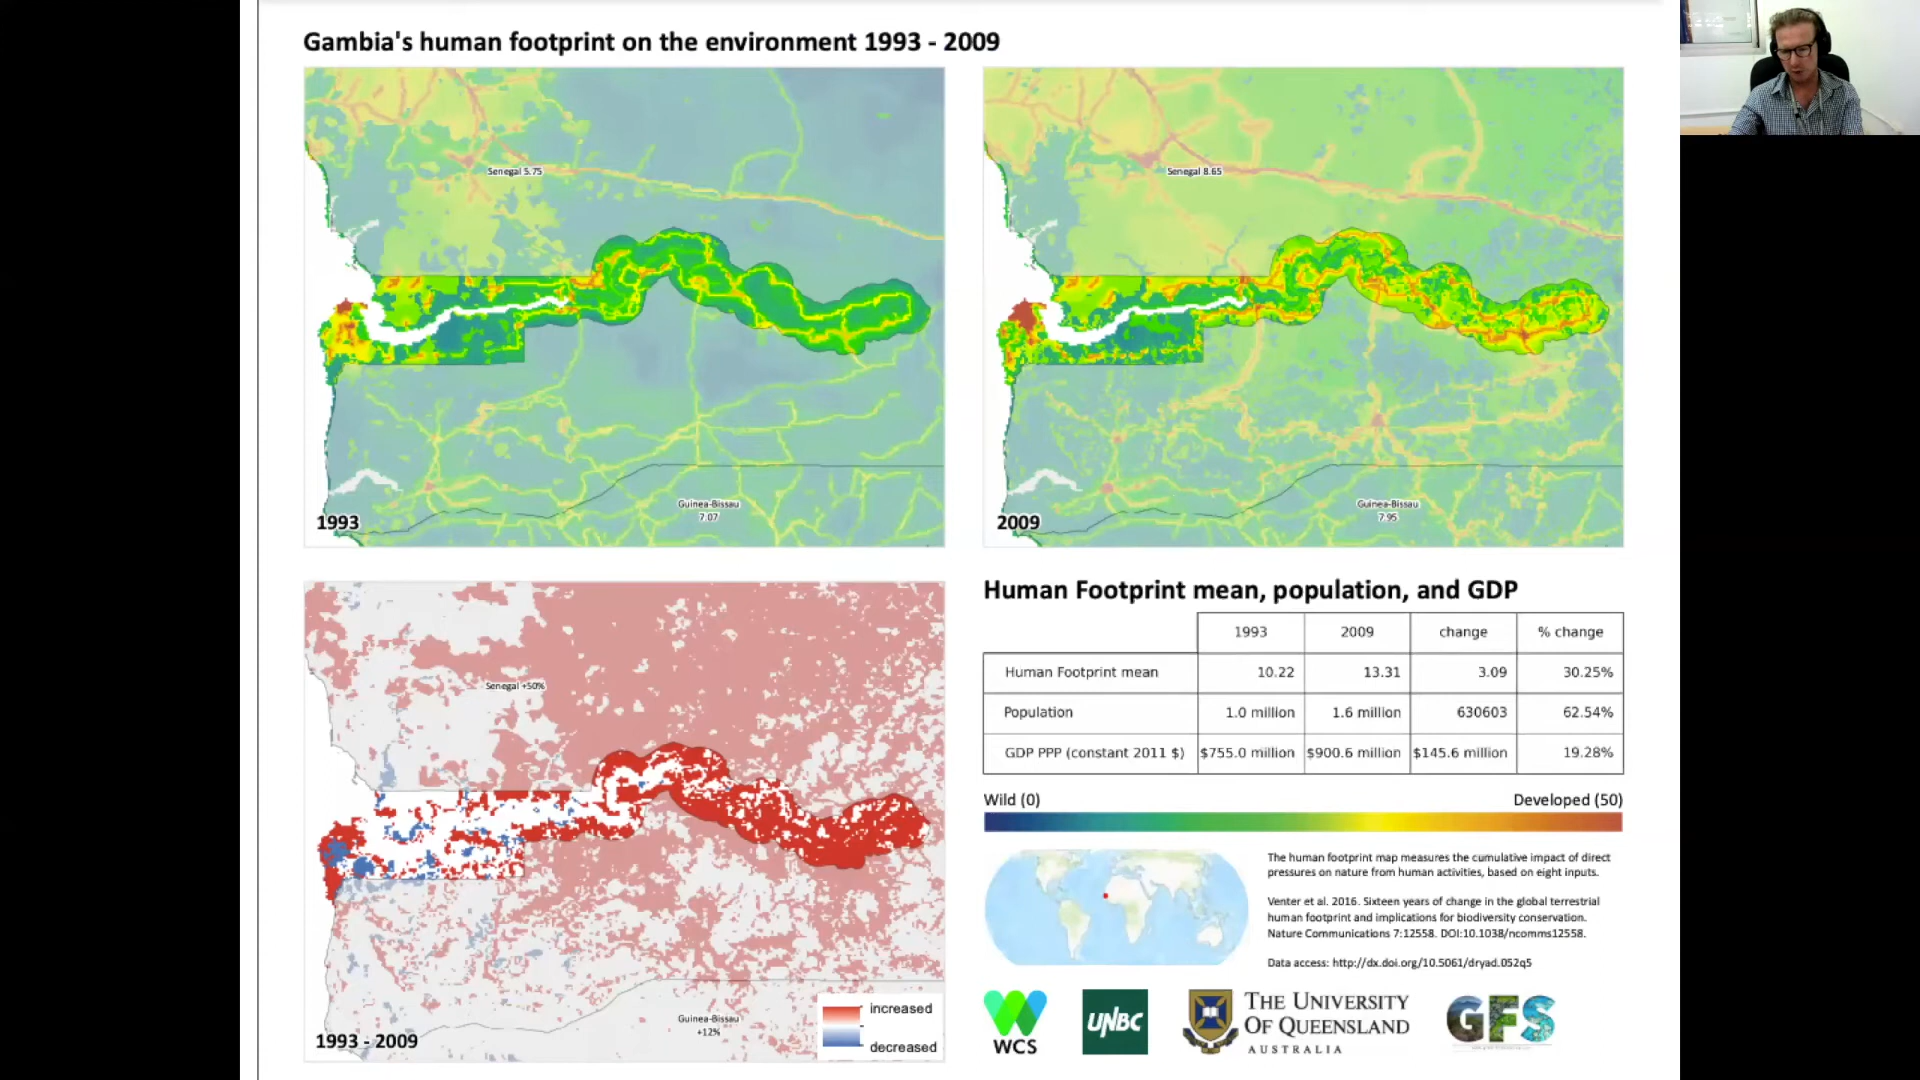 Gambia's human footprint on the environment 1993 - 2009
Senegal 5.75
Guinea-Bissau
7.07
1993
Senegal 8.65
Guinea-Bissau
7.95
2009
Senegal +50%
Guinea-Bissau
+12%
1993 - 2009
increased
decreased
Human Footprint mean, population, and GDP
1993 2009 change % change
Human Footprint mean 10.22 13.31 3.09 30.25%
Population 1.0 million 1.6 million 630603 62.54%
GDP PPP (constant 2011 $) $755.0 million $900.6 million $145.6 million 19.28%
Wild (0) Developed (50)
The human footprint map measures the cumulative impact of direct
pressures on nature from human activities, based on eight inputs.
Venter et al. 2016. Sixteen years of change in the global terrestrial
human footprint and implications for biodiversity conservation.
Nature Communications 7:12558. DOI:10.1038/ncomms12558.
Data access: http://dx.doi.org/10.5061/dryad.052q5
WCS
UNBC
THE UNIVERSITY
OF QUEENSLAND
AUSTRALIA
GFS